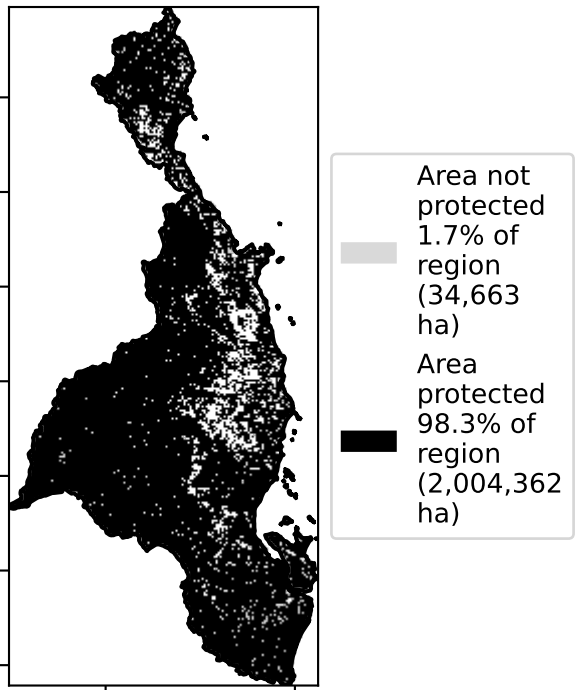 Area not
protected
1.7% of
region
(34,663
ha)
Area
protected
98.3% of
region
(2,004,362
ha)